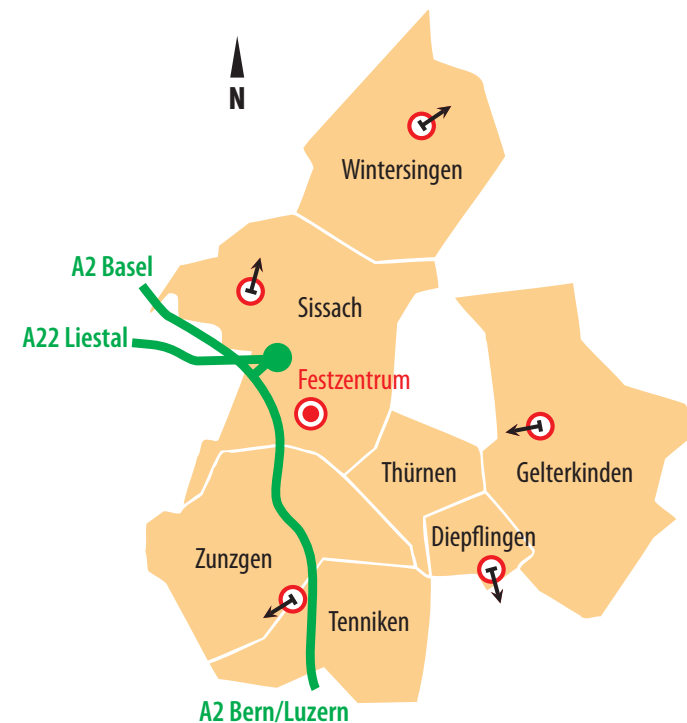 N
Wintersingen
A2 Basel
Sissach
A22 Liestal
Festzentrum
Thürnen
Gelterkinden
Diepflingen
Zunzgen
Tenniken
A2 Bern/Luzern